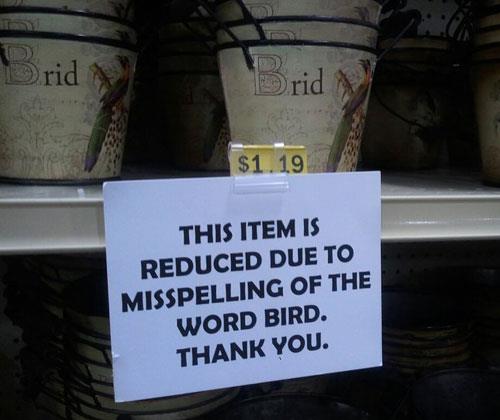 Brid
Brid
$1.19
THIS ITEM IS
REDUCED DUE TO
MISSPELLING OF THE
WORD BIRD.
THANK YOU.